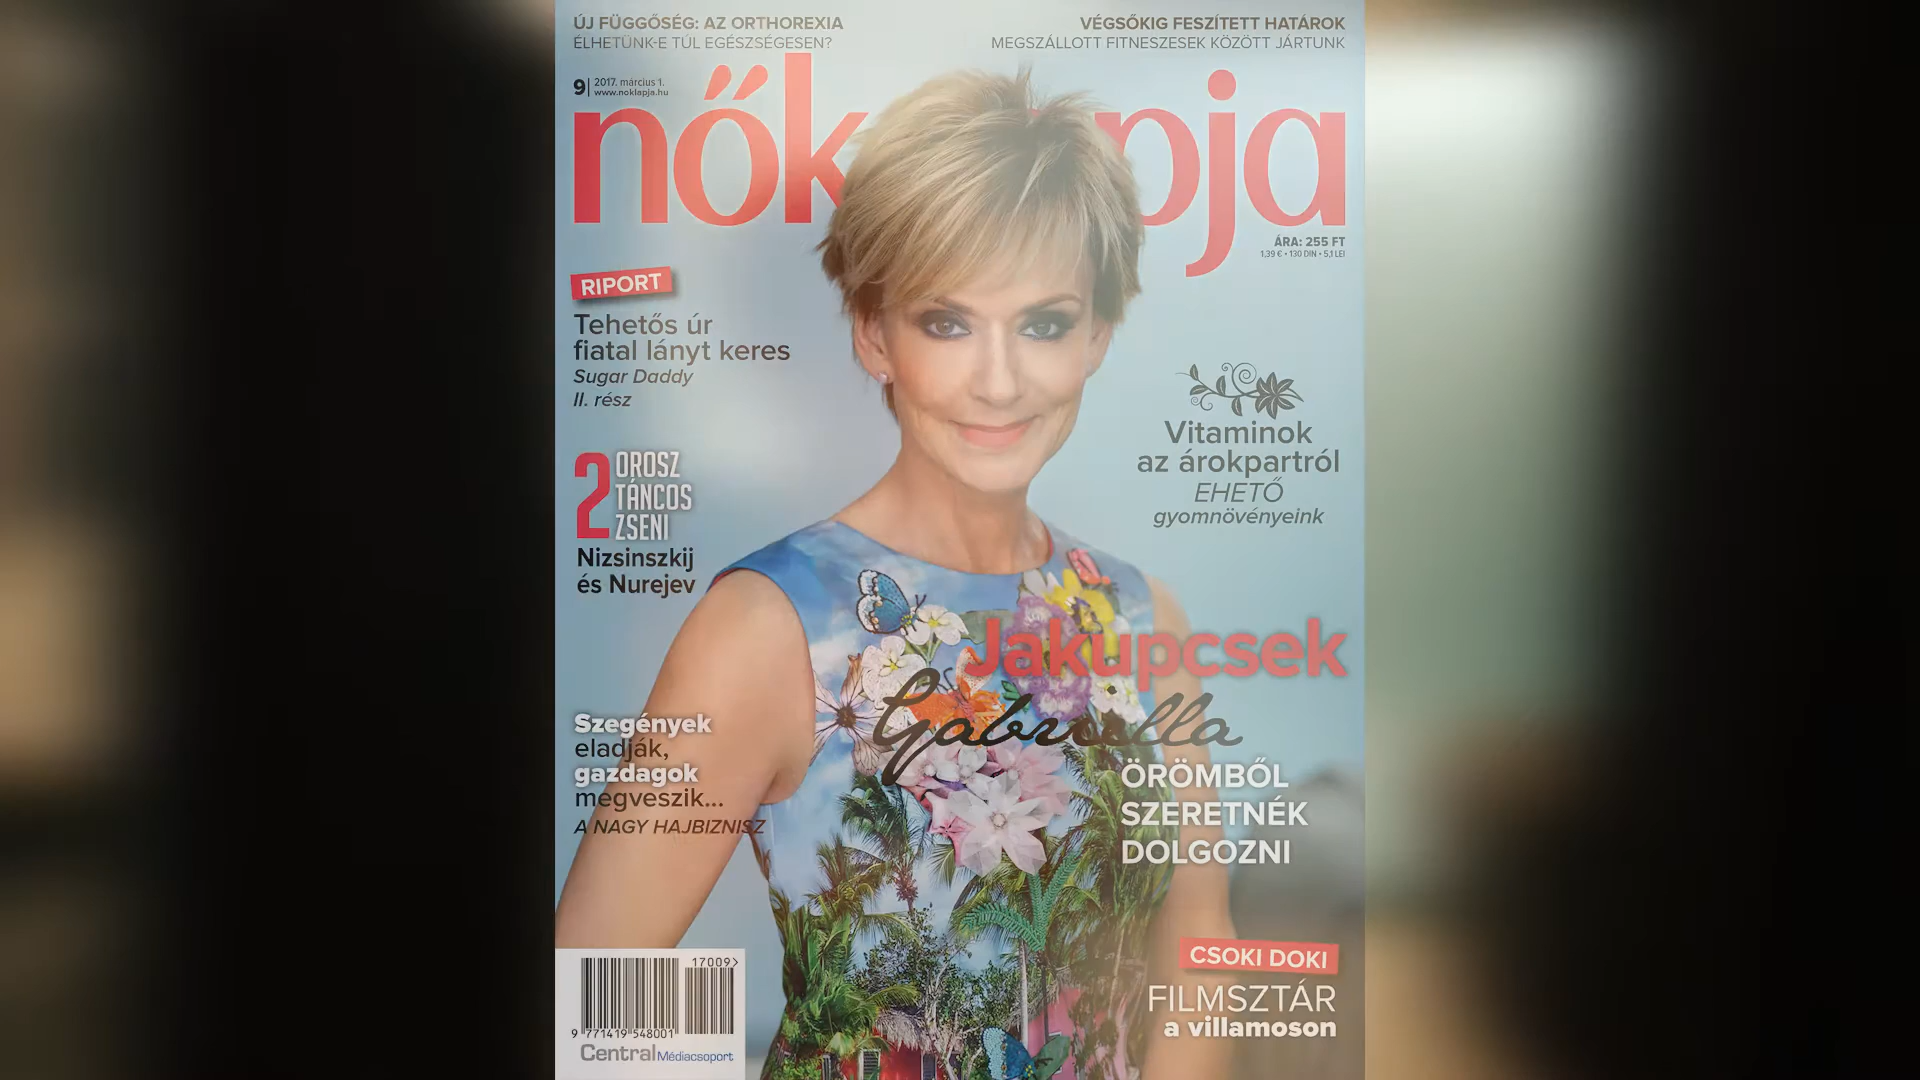 ÚJ FÜGGŐSÉG: AZ ORTHOREXIA
ÉLHETÜNK-E TÚL EGÉSZSÉGESEN?
VÉGSŐKIG FESZÍTETT HATÁROK
MEGSZÁLLOTT FITNESZESEK KÖZÖTT JÁRTUNK
9 | 2017. március 1.
www.noklapja.hu
nők pja
ÁRA: 255 FT
1,39 € • 130 DIN • 5,1 LEI
RIPORT
Tehetős úr
fiatal lányt keres
Sugar Daddy
II. rész
2 OROSZ
TÁNCOS
ZSENI
Nizsinszkij
és Nurejev
Vitaminok
az árokpartról
EHETŐ
gyomnövényeink
Jakupcsek
Gabriella
ÖRÖMBŐL
SZERETNÉK
DOLGOZNI
Szegények
eladják,
gazdagok
megveszik...
A NAGY HAJBIZNISZ
CSOKI DOKI
FILMSZTÁR
a villamoson
17009>
9 771419 548001
Central Médiacsoport